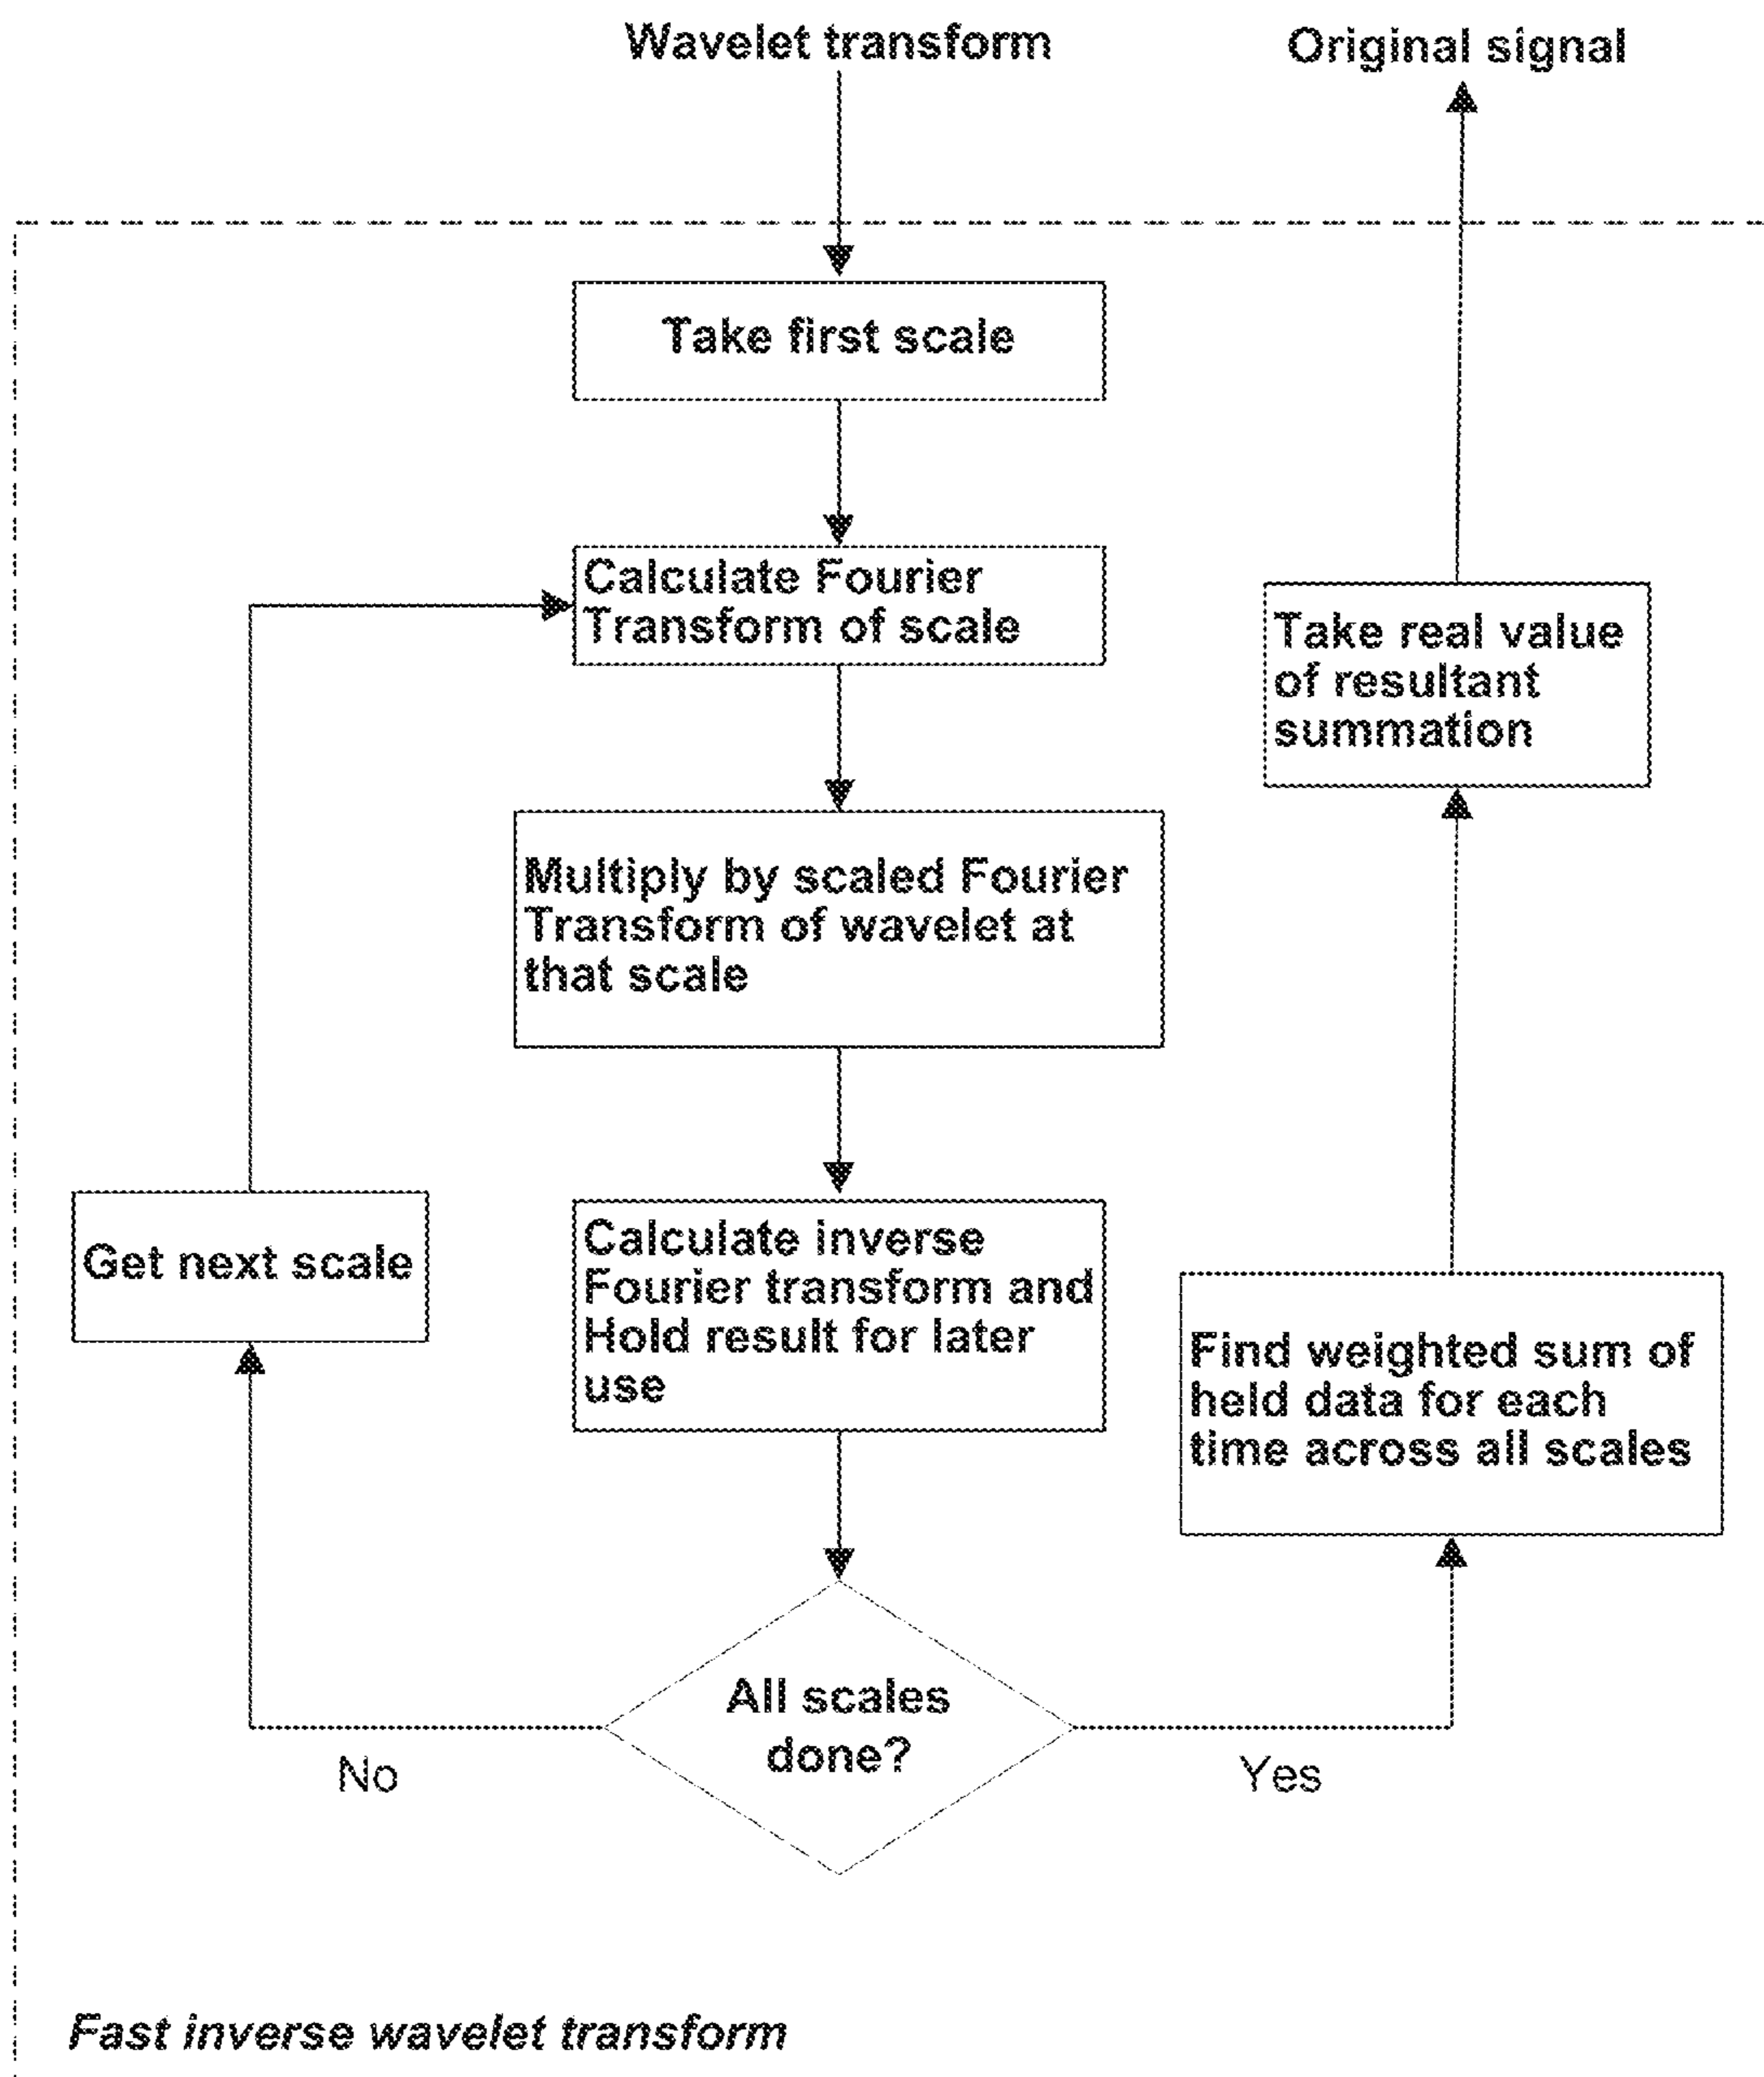 Wavelet transform
Original signal
Take first scale
Calculate Fourier
Transform of scale
Take real value
of resultant
summation
Multiply by scaled Fourier
Transform of wavelet at
that scale
Get next scale
Calculate inverse
Fourier transform and
Hold result for later
use
Find weighted sum of
held data for each
time across all scales
All scales
done?
No
Yes
Fast inverse wavelet transform